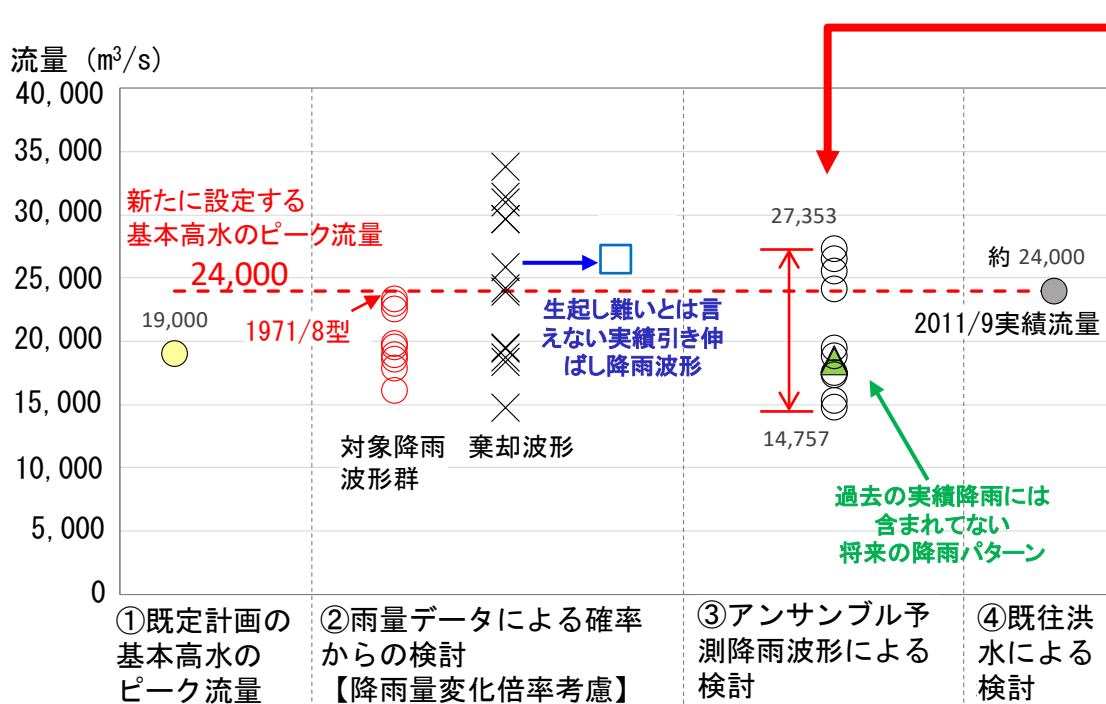 流量（m³/s）
40,000
35,000
30,000
25,000
20,000
15,000
10,000
5,000
0
新たに設定する
基本高水のピーク流量
24,000
19,000
1971/8型
対象降雨
波形群
棄却波形
生起し難いとは言
えない実績引き伸
ばし降雨波形
27,353
14,757
過去の実績降雨には
含まれてない
将来の降雨パターン
約 24,000
2011/9実績流量
①既定計画の
基本高水の
ピーク流量
②雨量データによる確率
からの検討
【降雨量変化倍率考慮】
③アンサンブル予
測降雨波形による
検討
④既往洪
水による
検討